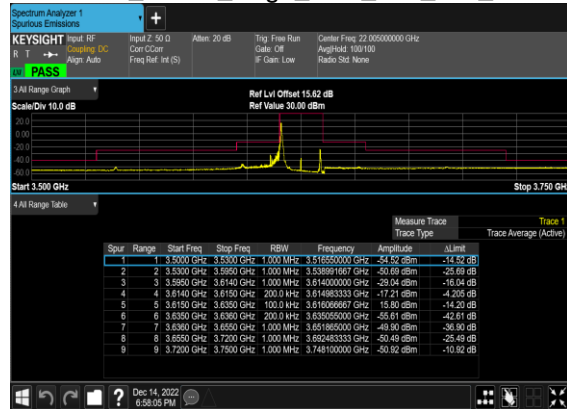 Spectrum Analyzer 1
Spurious Emissions
KEYSIGHT Input: RF Input Z: 50 Ω Atten: 20 dB Trig: Free Run Center Freq: 22.005000000 GHz
R T Coupling: DC Corr CCorr Gate: Off Avg|Hold: 100/100
Align: Auto Freq Ref: Int (S) IF Gain: Low Radio Std: None
PASS
3 All Range Graph
Ref Lvl Offset 15.62 dB
Scale/Div 10.0 dB Ref Value 30.00 dBm
20.0
0.00
-20.0
-40.0
-60.0
Start 3.500 GHz Stop 3.750 GH
4 All Range Table
Measure Trace Trace 1
Trace Type Trace Average (Active)
Spur Range Start Freq Stop Freq RBW Frequency Amplitude ΔLimit
1 1 3.5000 GHz 3.5300 GHz 1.000 MHz 3.516550000 GHz -54.52 dBm -14.52 dB
2 2 3.5300 GHz 3.5950 GHz 1.000 MHz 3.538991667 GHz -50.69 dBm -25.69 dB
3 3 3.5950 GHz 3.6140 GHz 1.000 MHz 3.614000000 GHz -29.04 dBm -16.04 dB
4 4 3.6140 GHz 3.6150 GHz 200.0 kHz 3.614983333 GHz -17.21 dBm -4.205 dB
5 5 3.6150 GHz 3.6350 GHz 100.0 kHz 3.616066667 GHz 15.80 dBm -14.20 dB
6 6 3.6350 GHz 3.6360 GHz 200.0 kHz 3.635055000 GHz -55.61 dBm -42.61 dB
7 7 3.6360 GHz 3.6550 GHz 1.000 MHz 3.651865000 GHz -49.90 dBm -36.90 dB
8 8 3.6550 GHz 3.7200 GHz 1.000 MHz 3.692483333 GHz -50.49 dBm -25.49 dB
9 9 3.7200 GHz 3.7500 GHz 1.000 MHz 3.748100000 GHz -50.92 dBm -10.92 dB
Dec 14, 2022
6:58:05 PM